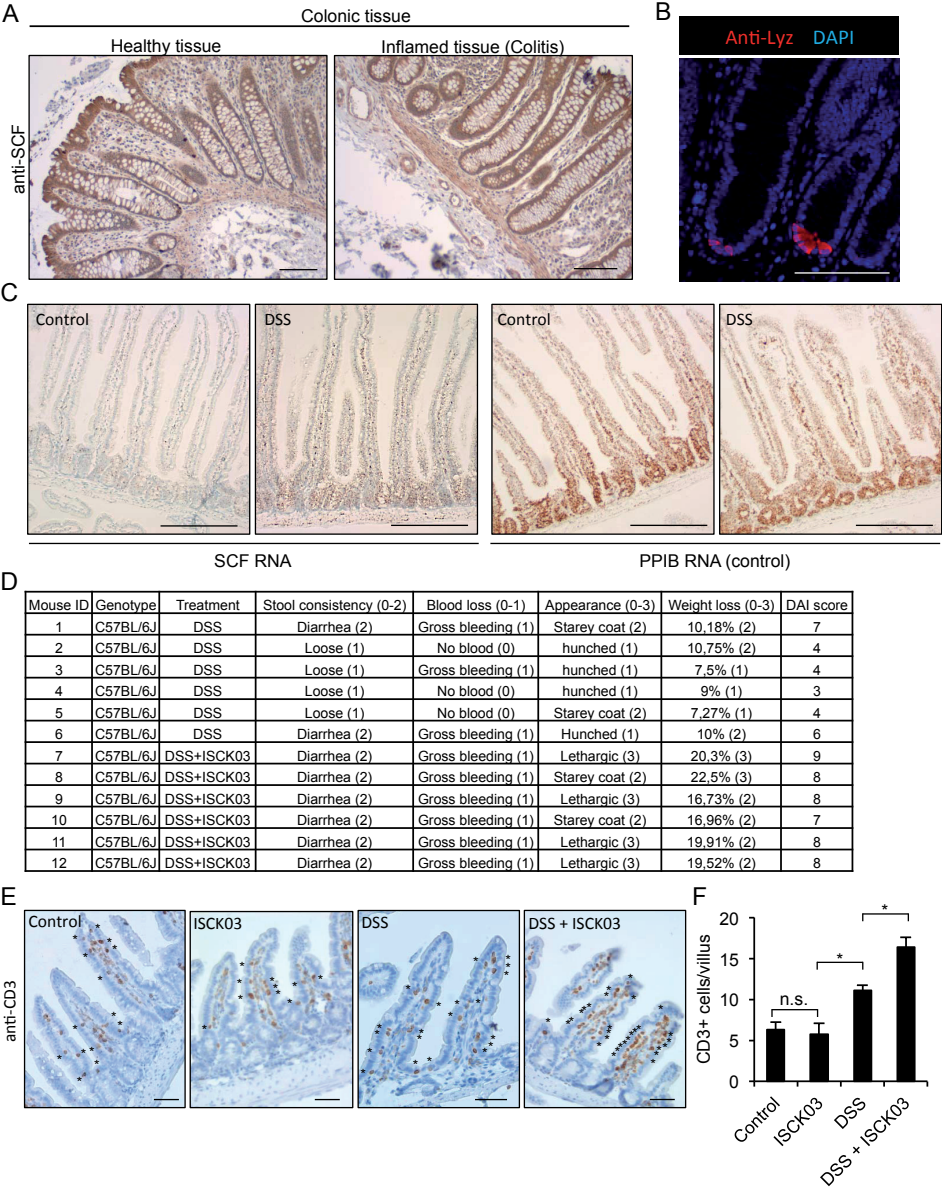 A
Colonic tissue
Healthy tissue
Inflamed tissue (Colitis)
anti-SCF
B
Anti-Lyz DAPI
C
Control
DSS
Control
DSS
SCF RNA
PPIB RNA (control)
D
Mouse ID Genotype Treatment Stool consistency (0-2) Blood loss (0-1) Appearance (0-3) Weight loss (0-3) DAI score
1 C57BL/6J DSS Diarrhea (2) Gross bleeding (1) Starey coat (2) 10,18% (2) 7
2 C57BL/6J DSS Loose (1) No blood (0) hunched (1) 10,75% (2) 4
3 C57BL/6J DSS Loose (1) Gross bleeding (1) hunched (1) 7,5% (1) 4
4 C57BL/6J DSS Loose (1) No blood (0) hunched (1) 9% (1) 3
5 C57BL/6J DSS Loose (1) No blood (0) Starey coat (2) 7,27% (1) 4
6 C57BL/6J DSS Diarrhea (2) Gross bleeding (1) Hunched (1) 10% (2) 6
7 C57BL/6J DSS+ISCK03 Diarrhea (2) Gross bleeding (1) Lethargic (3) 20,3% (3) 9
8 C57BL/6J DSS+ISCK03 Diarrhea (2) Gross bleeding (1) Starey coat (2) 22,5% (3) 8
9 C57BL/6J DSS+ISCK03 Diarrhea (2) Gross bleeding (1) Lethargic (3) 16,73% (2) 8
10 C57BL/6J DSS+ISCK03 Diarrhea (2) Gross bleeding (1) Starey coat (2) 16,96% (2) 7
11 C57BL/6J DSS+ISCK03 Diarrhea (2) Gross bleeding (1) Lethargic (3) 19,91% (2) 8
12 C57BL/6J DSS+ISCK03 Diarrhea (2) Gross bleeding (1) Lethargic (3) 19,52% (2) 8
E
Control
ISCK03
DSS
DSS + ISCK03
anti-CD3
F
CD3+ cells/villus
20
15
10
5
0
n.s.
*
*
Control
ISCK03
DSS
DSS + ISCK03